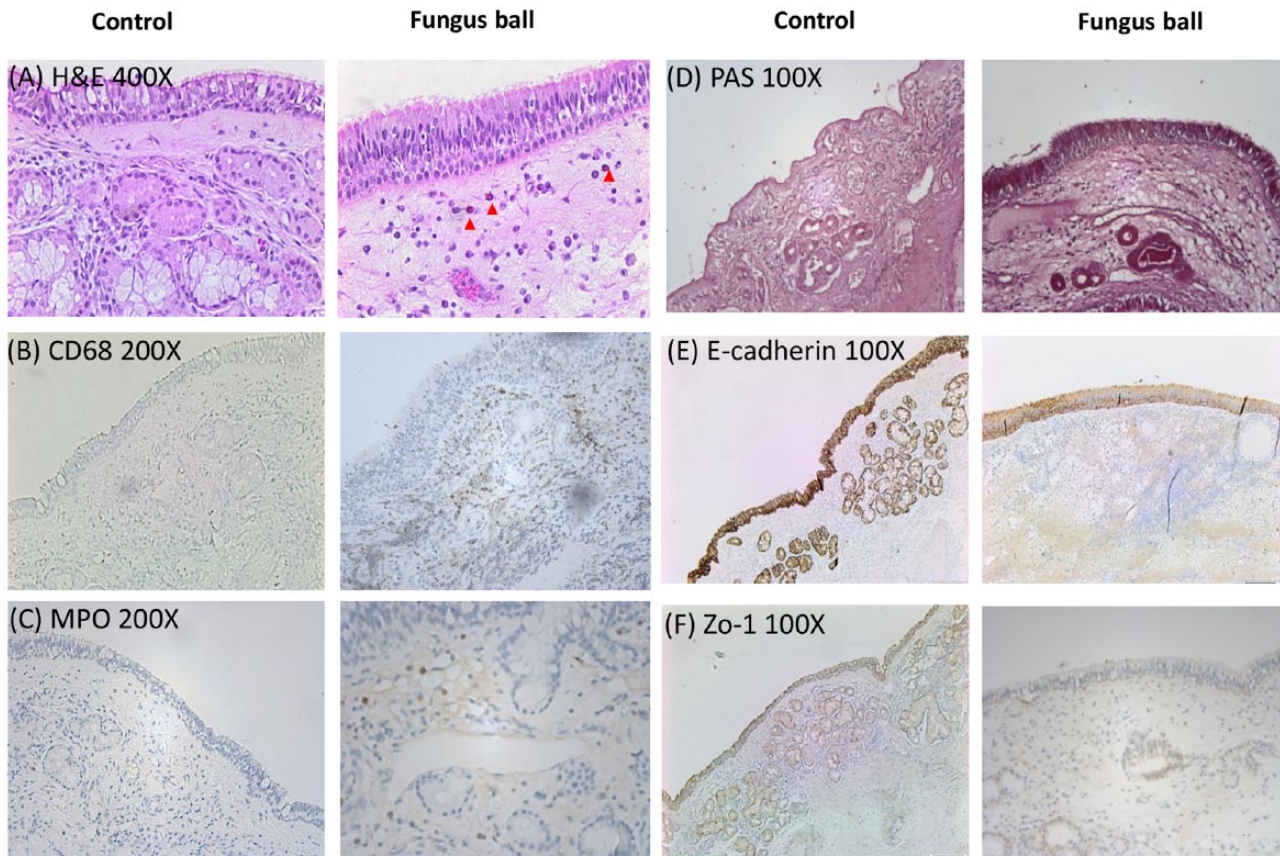 Control
Fungus ball
Control
Fungus ball
(A) H&E 400X
(D) PAS 100X
(B) CD68 200X
(E) E-cadherin 100X
(C) MPO 200X
(F) Zo-1 100X